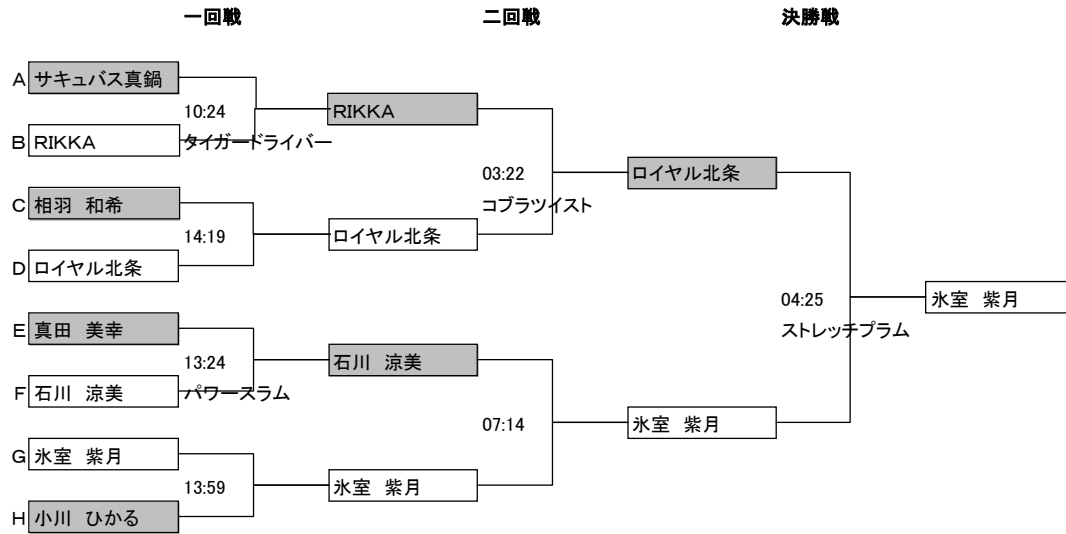 一回戦 二回戦 決勝戦
A サキュバス真鍋
10:24 RIKKA
B RIKKA タイガードライバー
03:22 ロイヤル北条
C 相羽 和希 コブラツイスト
14:19 ロイヤル北条
D ロイヤル北条
04:25 氷室 紫月
E 真田 美幸 ストレッチプラム
13:24 石川 涼美
F 石川 涼美 パワースラム
07:14 氷室 紫月
G 氷室 紫月
13:59 氷室 紫月
H 小川 ひかる